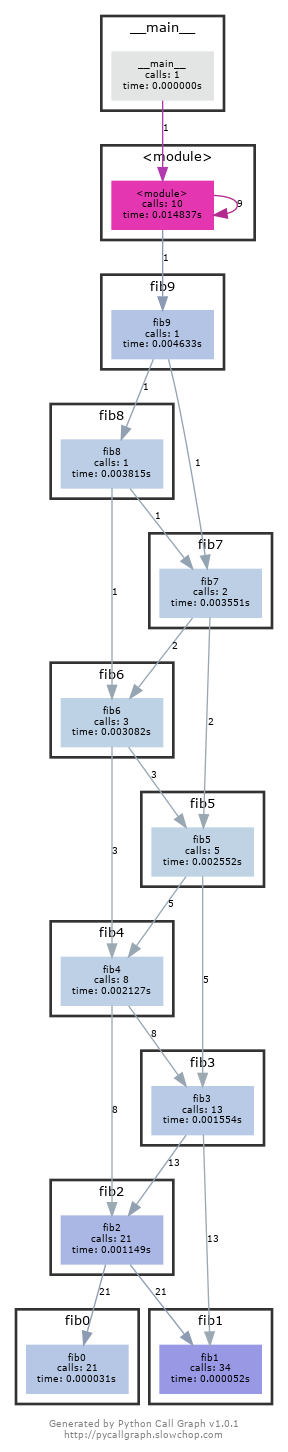 __main__
__main__
calls: 1
time: 0.000000s
1
<module>
<module>
calls: 10
time: 0.014837s
9
1
fib9
fib9
calls: 1
time: 0.004633s
1
1
fib8
fib8
calls: 1
time: 0.003815s
1
1
fib7
fib7
calls: 2
time: 0.003551s
2
2
fib6
fib6
calls: 3
time: 0.003082s
3
3
fib5
fib5
calls: 5
time: 0.002552s
5
5
fib4
fib4
calls: 8
time: 0.002127s
8
8
fib3
fib3
calls: 13
time: 0.001554s
13
13
fib2
fib2
calls: 21
time: 0.001149s
21
21
fib0
fib0
calls: 21
time: 0.000031s
fib1
fib1
calls: 34
time: 0.000052s
Generated by Python Call Graph v1.0.1
http://pycallgraph.slowchop.com